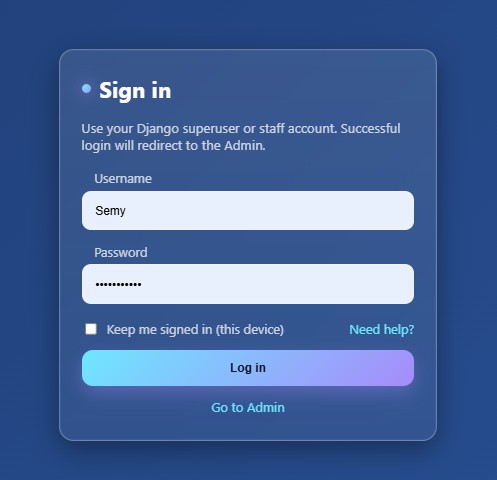 Sign in
Use your Django superuser or staff account. Successful
login will redirect to the Admin.
Username
Semy
Password
•••••••••••
Keep me signed in (this device) Need help?
Log in
Go to Admin